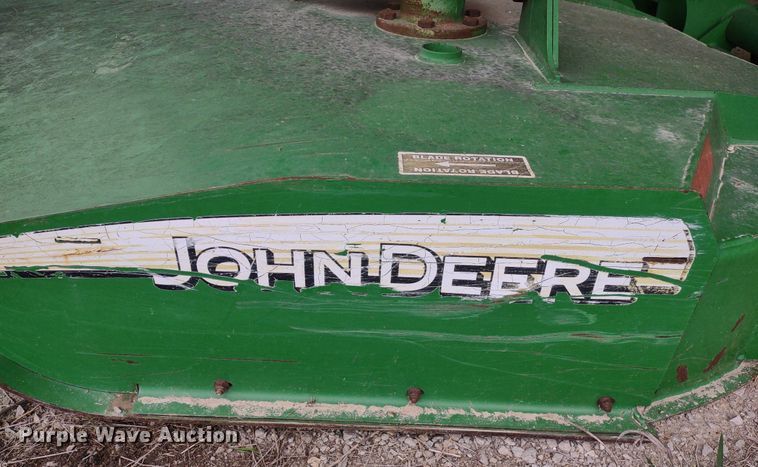 BLADE ROTATION
BLADE ROTATION
JOHN DEERE
Purple Wave Auction